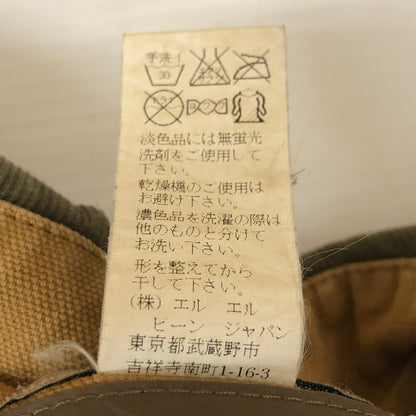 手洗イ
30
淡色品には無蛍光
洗剤をご使用して
下さい。
乾燥機のご使用は
お避け下さい。
濃色品を洗濯の際は
他のものと分けて
お洗い下さい。
形を整えてから
干して下さい。
(株) エル エル
ビーン ジャパン
東京都武蔵野市
吉祥寺南町1-16-3